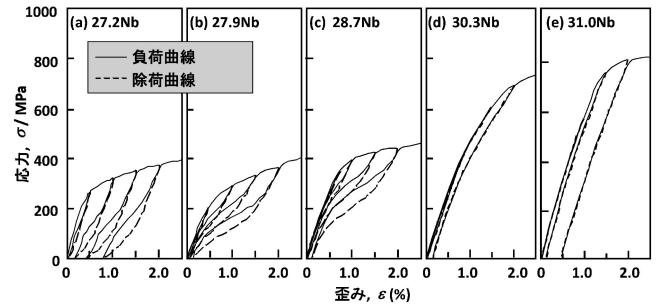 (a) 27.2Nb
(b) 27.9Nb
(c) 28.7Nb
(d) 30.3Nb
(e) 31.0Nb
負荷曲線
除荷曲線
応力, σ / MPa
1000
800
600
400
200
0
0 1.0 2.0
0 1.0 2.0
0 1.0 2.0
0 1.0 2.0
0 1.0 2.0
歪み, ε (%)